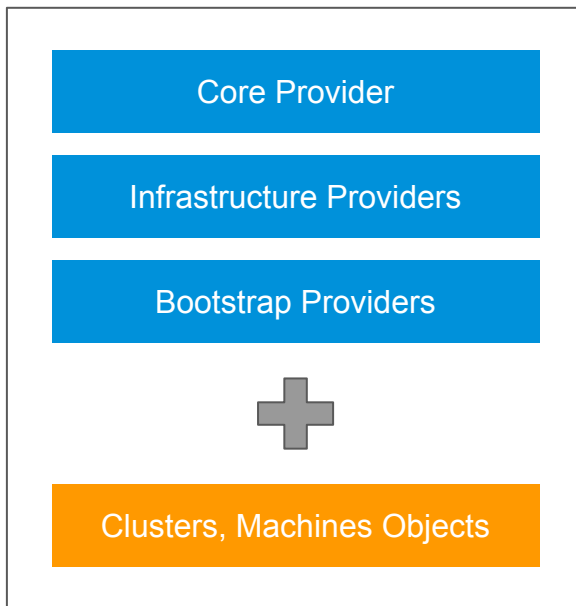 Core Provider
Infrastructure Providers
Bootstrap Providers
Clusters, Machines Objects